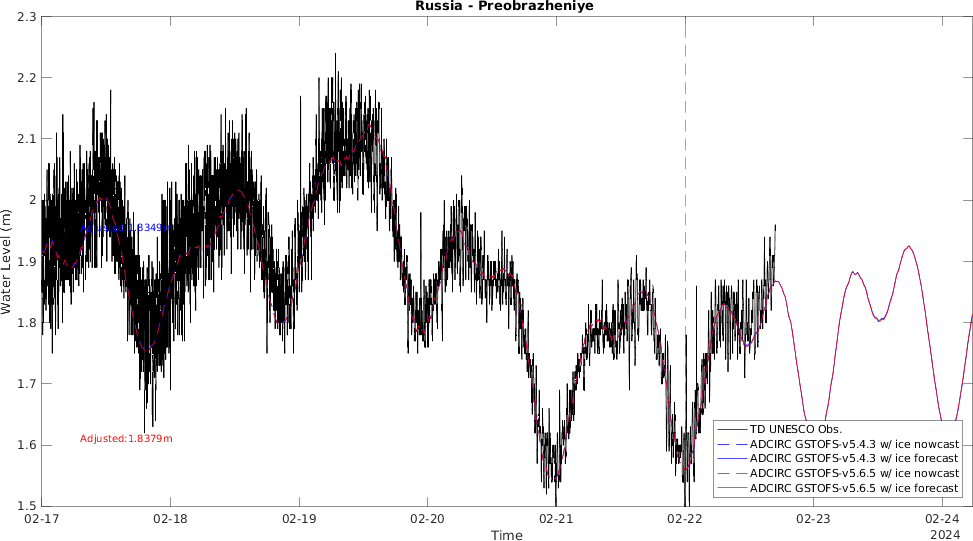 Russia - Preobrazheniye
2.3
2.2
2.1
2
1.9
1.8
1.7
1.6
1.5
Water Level (m)
Adjusted:1.8349m
Adjusted:1.8379m
TD UNESCO Obs.
ADCIRC GSTOFS-v5.4.3 w/ ice nowcast
ADCIRC GSTOFS-v5.4.3 w/ ice forecast
ADCIRC GSTOFS-v5.6.5 w/ ice nowcast
ADCIRC GSTOFS-v5.6.5 w/ ice forecast
02-17 02-18 02-19 02-20 02-21 02-22 02-23 02-24
Time
2024